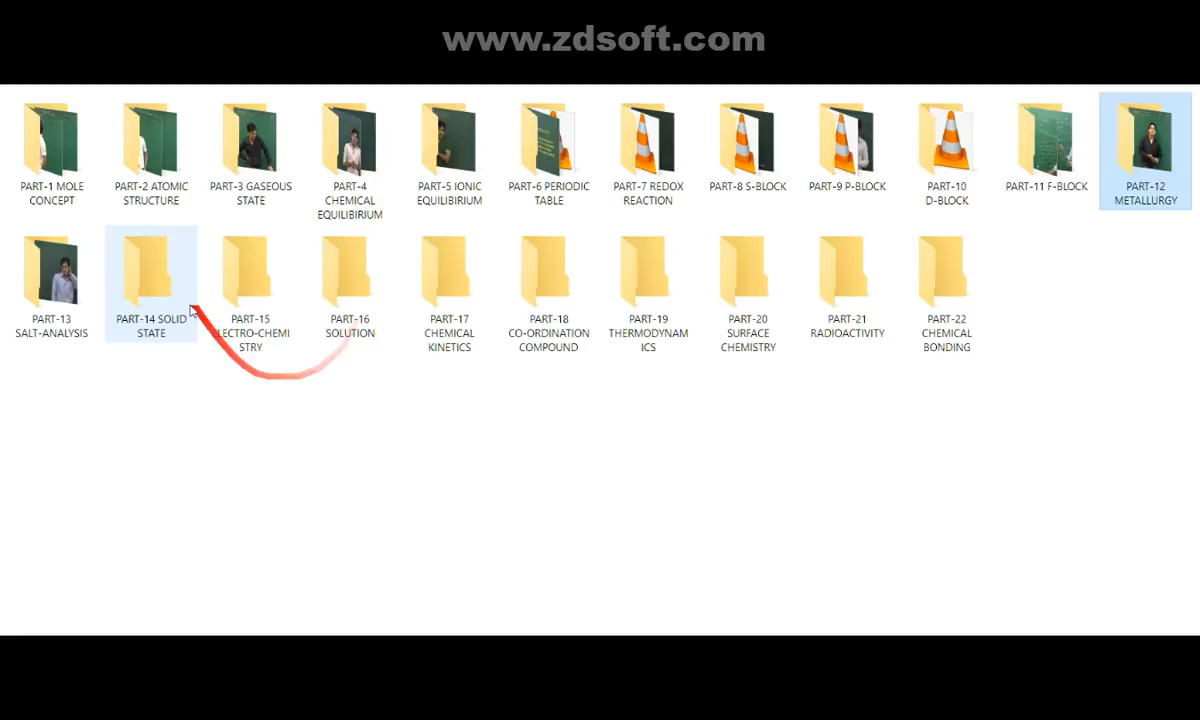 www.zdsoft.com
PART-1 MOLE
CONCEPT
PART-2 ATOMIC
STRUCTURE
PART-3 GASEOUS
STATE
PART-4
CHEMICAL
EQUILIBIRIUM
PART-5 IONIC
EQUILIBIRIUM
PART-6 PERIODIC
TABLE
PART-7 REDOX
REACTION
PART-8 S-BLOCK
PART-9 P-BLOCK
PART-10
D-BLOCK
PART-11 F-BLOCK
PART-12
METALLURGY
PART-13
SALT-ANALYSIS
PART-14 SOLID
STATE
PART-15
ELECTRO-CHEMI
STRY
PART-16
SOLUTION
PART-17
CHEMICAL
KINETICS
PART-18
CO-ORDINATION
COMPOUND
PART-19
THERMODYNAM
ICS
PART-20
SURFACE
CHEMISTRY
PART-21
RADIOACTIVITY
PART-22
CHEMICAL
BONDING